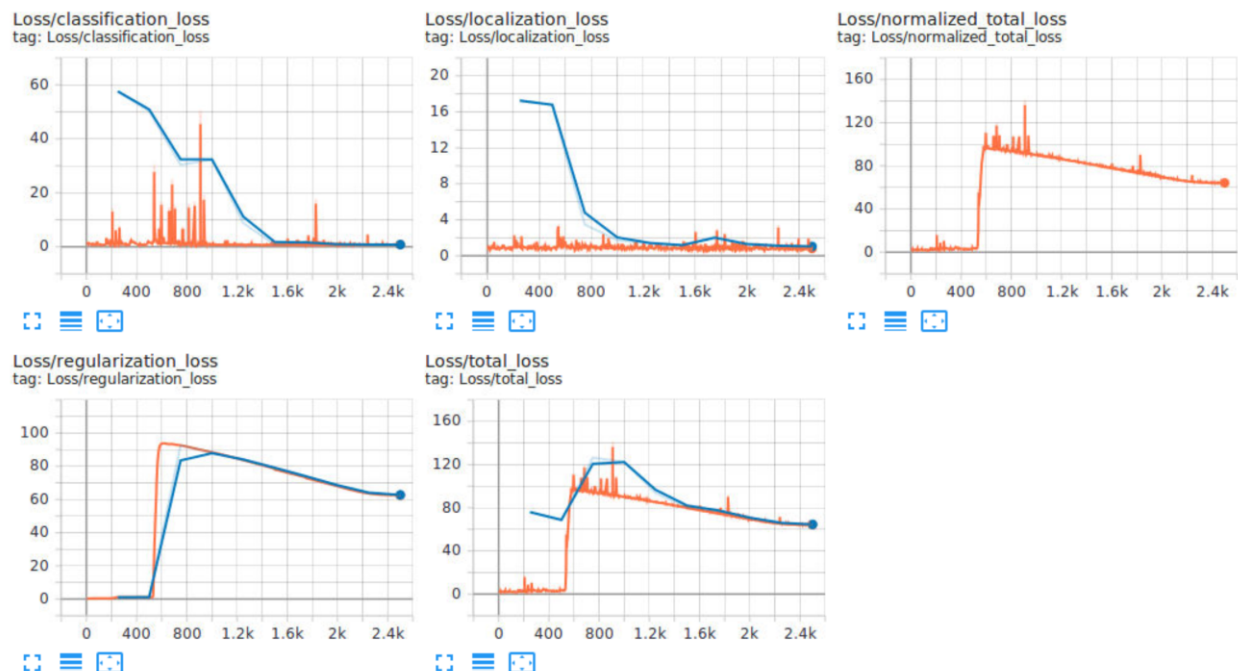 Loss/classification_loss
tag: Loss/classification_loss
60
40
20
0
0 400 800 1.2k 1.6k 2k 2.4k
Loss/localization_loss
tag: Loss/localization_loss
20
16
12
8
4
0
0 400 800 1.2k 1.6k 2k 2.4k
Loss/normalized_total_loss
tag: Loss/normalized_total_loss
160
120
80
40
0
0 400 800 1.2k 1.6k 2k 2.4k
Loss/regularization_loss
tag: Loss/regularization_loss
100
80
60
40
20
0
0 400 800 1.2k 1.6k 2k 2.4k
Loss/total_loss
tag: Loss/total_loss
160
120
80
40
0
0 400 800 1.2k 1.6k 2k 2.4k